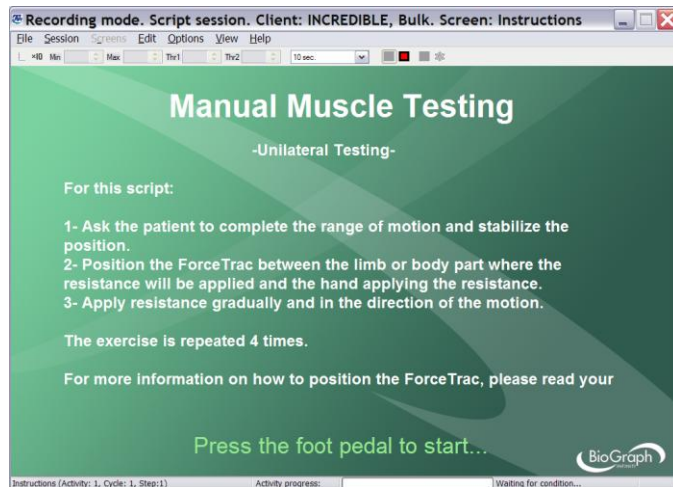 Recording mode. Script session. Client: INCREDIBLE, Bulk. Screen: Instructions
File Session Screens Edit Options View Help
×10 Min Max Thr1 Thr2 10 sec.
Manual Muscle Testing
-Unilateral Testing-
For this script:
1- Ask the patient to complete the range of motion and stabilize the
position.
2- Position the ForceTrac between the limb or body part where the
resistance will be applied and the hand applying the resistance.
3- Apply resistance gradually and in the direction of the motion.
The exercise is repeated 4 times.
For more information on how to position the ForceTrac, please read your
Press the foot pedal to start...
BioGraph
Instructions (Activity: 1, Cycle: 1, Step:1) Activity progress: Waiting for condition...